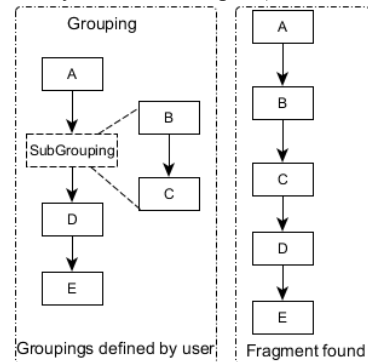 Grouping
A
SubGrouping
B
C
D
E
Groupings defined by user
A
B
C
D
E
Fragment found